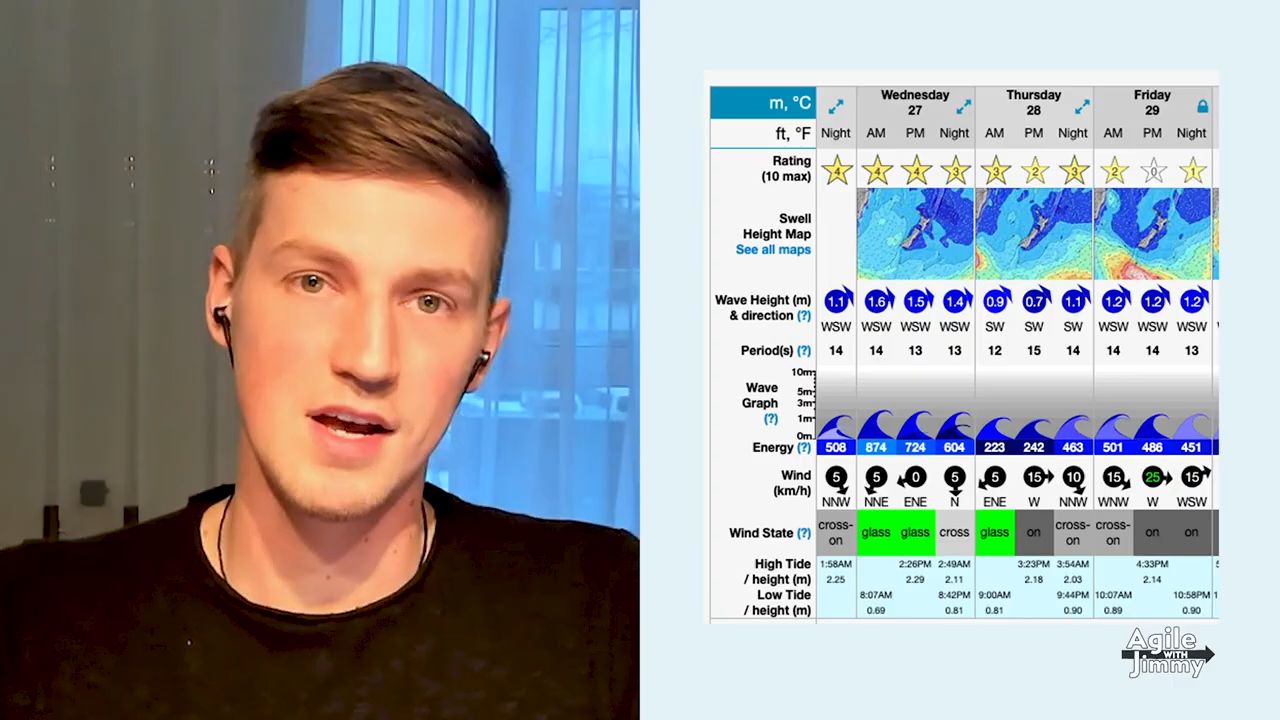 m, °C
Wednesday 27
Thursday 28
Friday 29
ft, °F
Night AM PM Night AM PM Night AM PM Night
Rating (10 max)
4 4 4 3 3 2 3 2 0 1
Swell Height Map
See all maps
Wave Height (m) & direction (?)
1.1 1.6 1.5 1.4 0.9 0.7 1.1 1.2 1.2 1.2
WSW WSW WSW WSW SW SW SW WSW WSW WSW
Period(s) (?)
14 14 13 13 12 15 14 14 14 13
Wave Graph (?)
10m
5m
3m
1m
0m
Energy (?)
508 874 724 604 223 242 463 501 486 451
Wind (km/h)
5 5 0 5 5 15 10 15 25 15
NNW NNE ENE N ENE W NNW WNW W WSW
Wind State (?)
cross-on glass glass cross glass on cross-on cross-on on on
High Tide / height (m)
1:58AM 2:26PM 2:49AM 3:23PM 3:54AM 4:33PM
2.25 2.29 2.11 2.18 2.03 2.14
Low Tide / height (m)
8:07AM 8:42PM 9:00AM 9:44PM 10:07AM 10:58PM
0.69 0.81 0.81 0.90 0.89 0.90
Agile
WITH
Jimmy